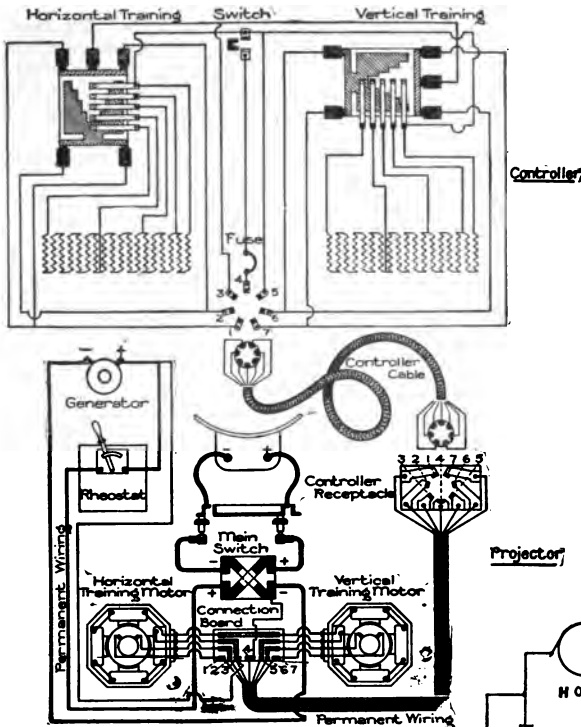 Horizontal Training
Switch
Vertical Training
Controller,
Fuse
4
3
5
2
6
1
7
- +
Generator
Controller
Cable
Rheostat
- +
Controller
Receptacle
3 2 1 4 7 6 5
Main
Switch
- +
+ -
Projector,
Permanent Wiring
Horizontal
Training Motor
Vertical
Training Motor
Connection
Board
1 2 3 4 5 6 7
Permanent Wiring
H O